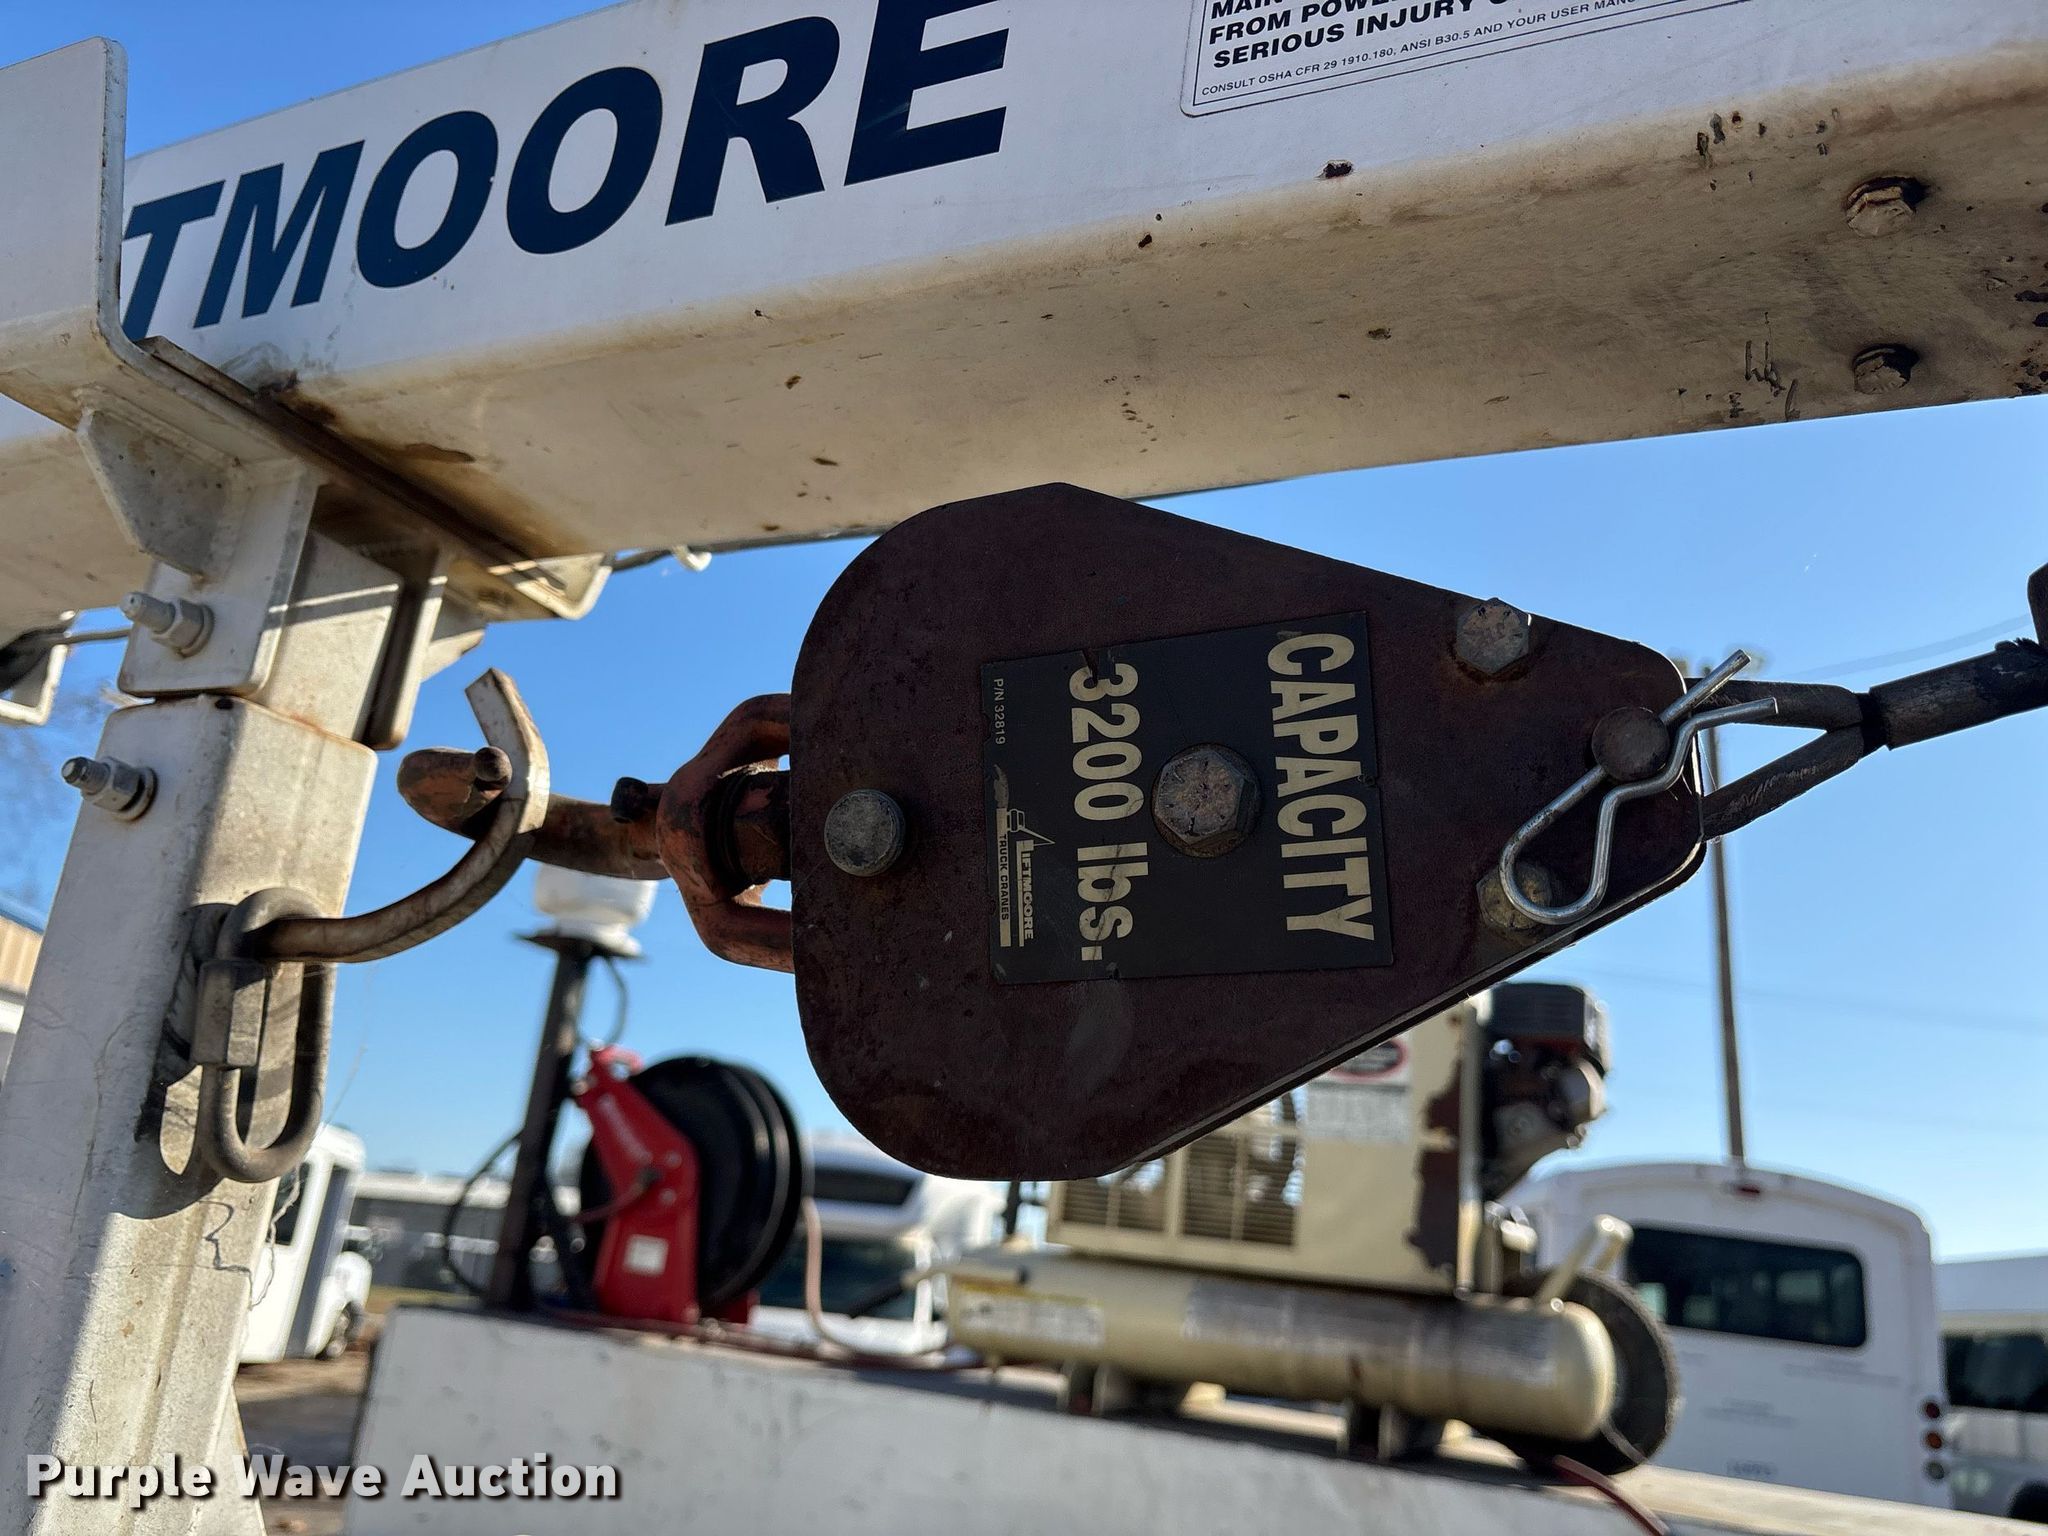 TMOORE
FROM POWE
SERIOUS INJURY
CONSULT OSHA CFR 29 1910.180, ANSI B30.5 AND YOUR USER MANU
CAPACITY
3200 lbs.
LIFTMOORE
TRUCK CRANES
P/N 32819
Purple Wave Auction